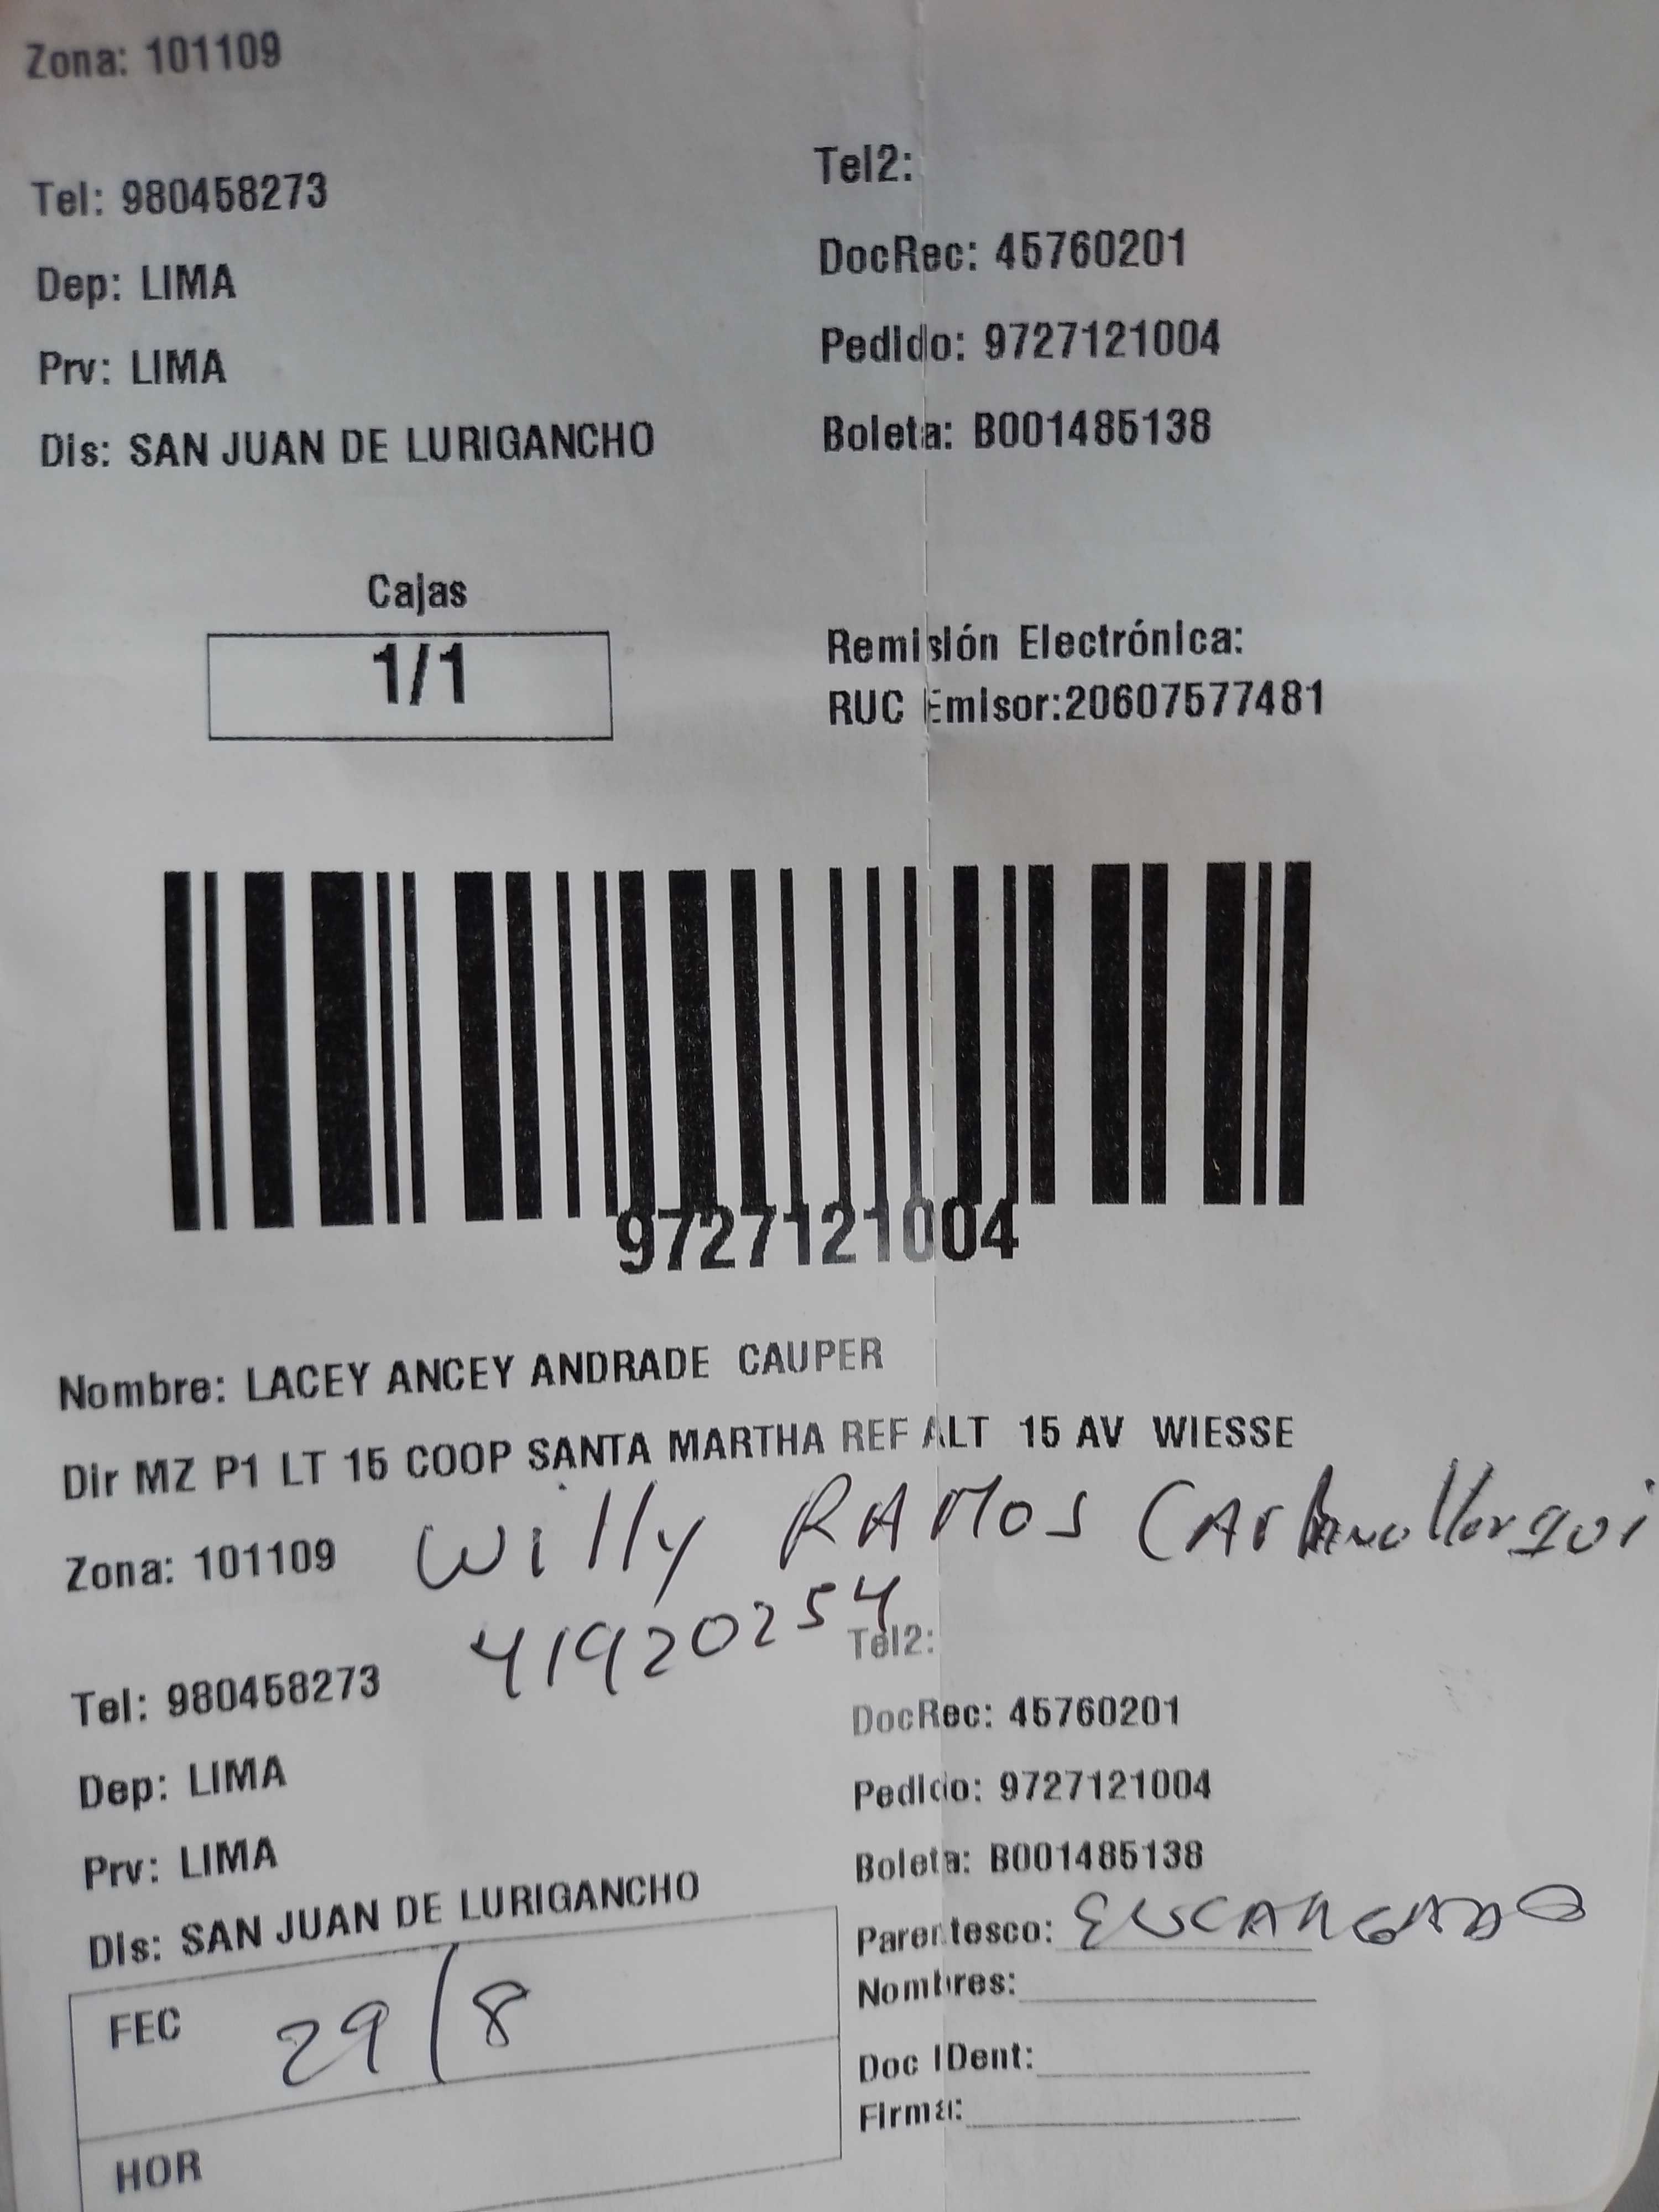 Zona: 101109
Tel: 980458273
Tel2:
Dep: LIMA
DocRec: 45760201
Prv: LIMA
Pedido: 9727121004
Dis: SAN JUAN DE LURIGANCHO
Boleta: B001485138
Cajas
1/1
Remisión Electrónica:
RUC Emisor:20607577481
9727121004
Nombre: LACEY ANCEY ANDRADE CAUPER
Dir MZ P1 LT 15 COOP SANTA MARTHA REF ALT 15 AV WIESSE
Willy RAMOS
Zona: 101109
41920254
Tel2:
Tel: 980458273
DocRec: 45760201
Dep: LIMA
Pedido: 9727121004
Prv: LIMA
Boleta: B001485138
Dis: SAN JUAN DE LURIGANCHO
Parentesco: ENCARGADO
FEC 29/8
Nombres:
Doc IDent:
Firma:
HOR